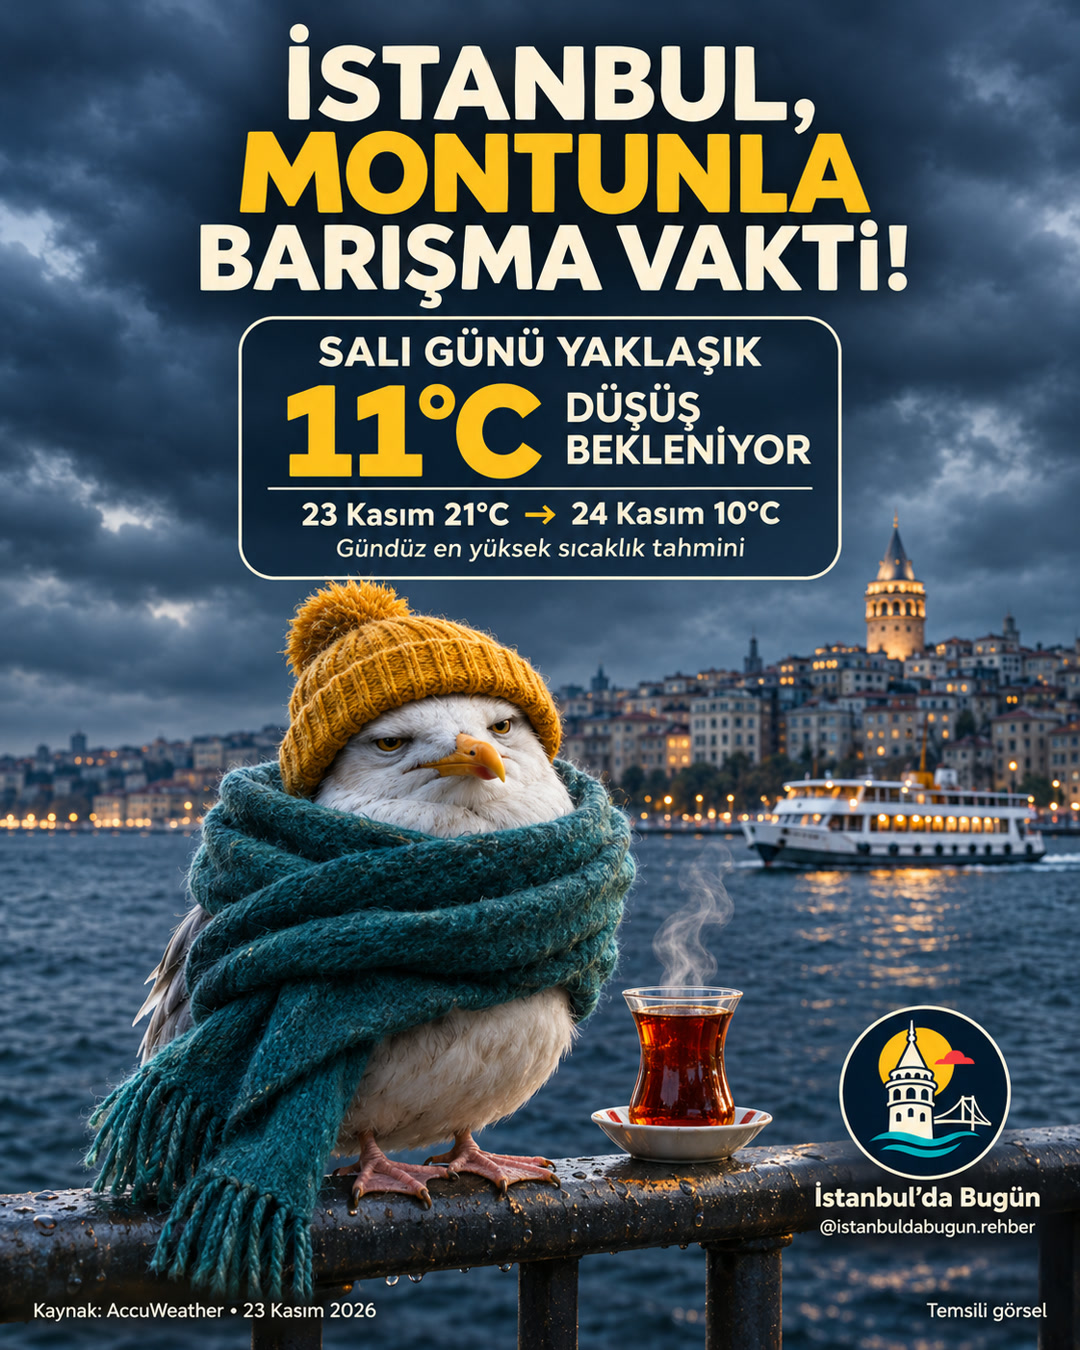 İSTANBUL,
MONTUNLA
BARIŞMA VAKTİ!
SALI GÜNÜ YAKLAŞIK
11°C DÜŞÜŞ
BEKLENİYOR
23 Kasım 21°C → 24 Kasım 10°C
Gündüz en yüksek sıcaklık tahmini
İstanbul'da Bugün
@istanbuldabugun.rehber
Kaynak: AccuWeather • 23 Kasım 2026
Temsili görsel